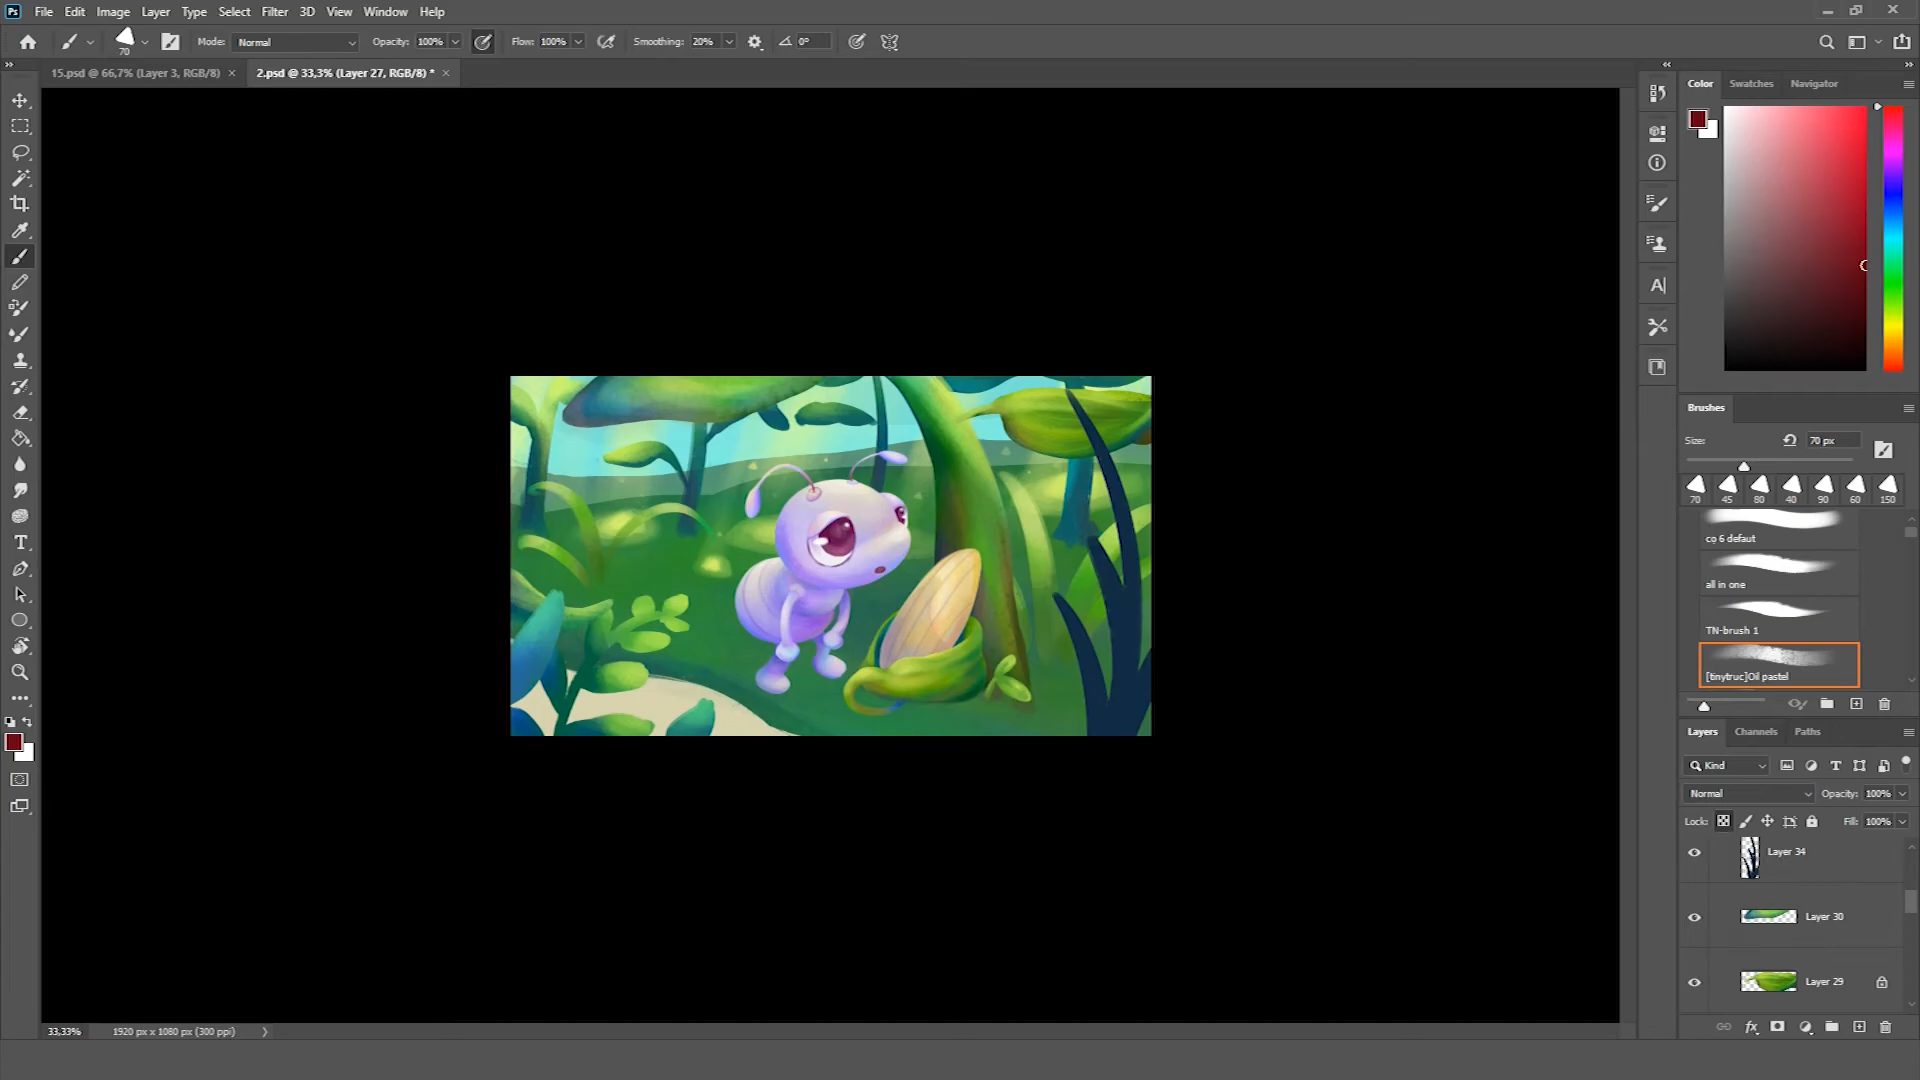 Ps File Edit Image Layer Type Select Filter 3D View Window Help
70 Mode: Normal Opacity: 100% Flow: 100% Smoothing: 20% 0°
15.psd @ 66,7% (Layer 3, RGB/8) × 2.psd @ 33,3% (Layer 27, RGB/8) * ×
Color Swatches Navigator
Brushes
Size: 70 px
70 45 80 40 90 60 150
co 6 defaut
all in one
TN-brush 1
[tinytruc]Oil pastel
Layers Channels Paths
Kind
Normal Opacity: 100%
Lock: Fill: 100%
Layer 34
Layer 30
Layer 29
33,33% 1920 px x 1080 px (300 ppi)